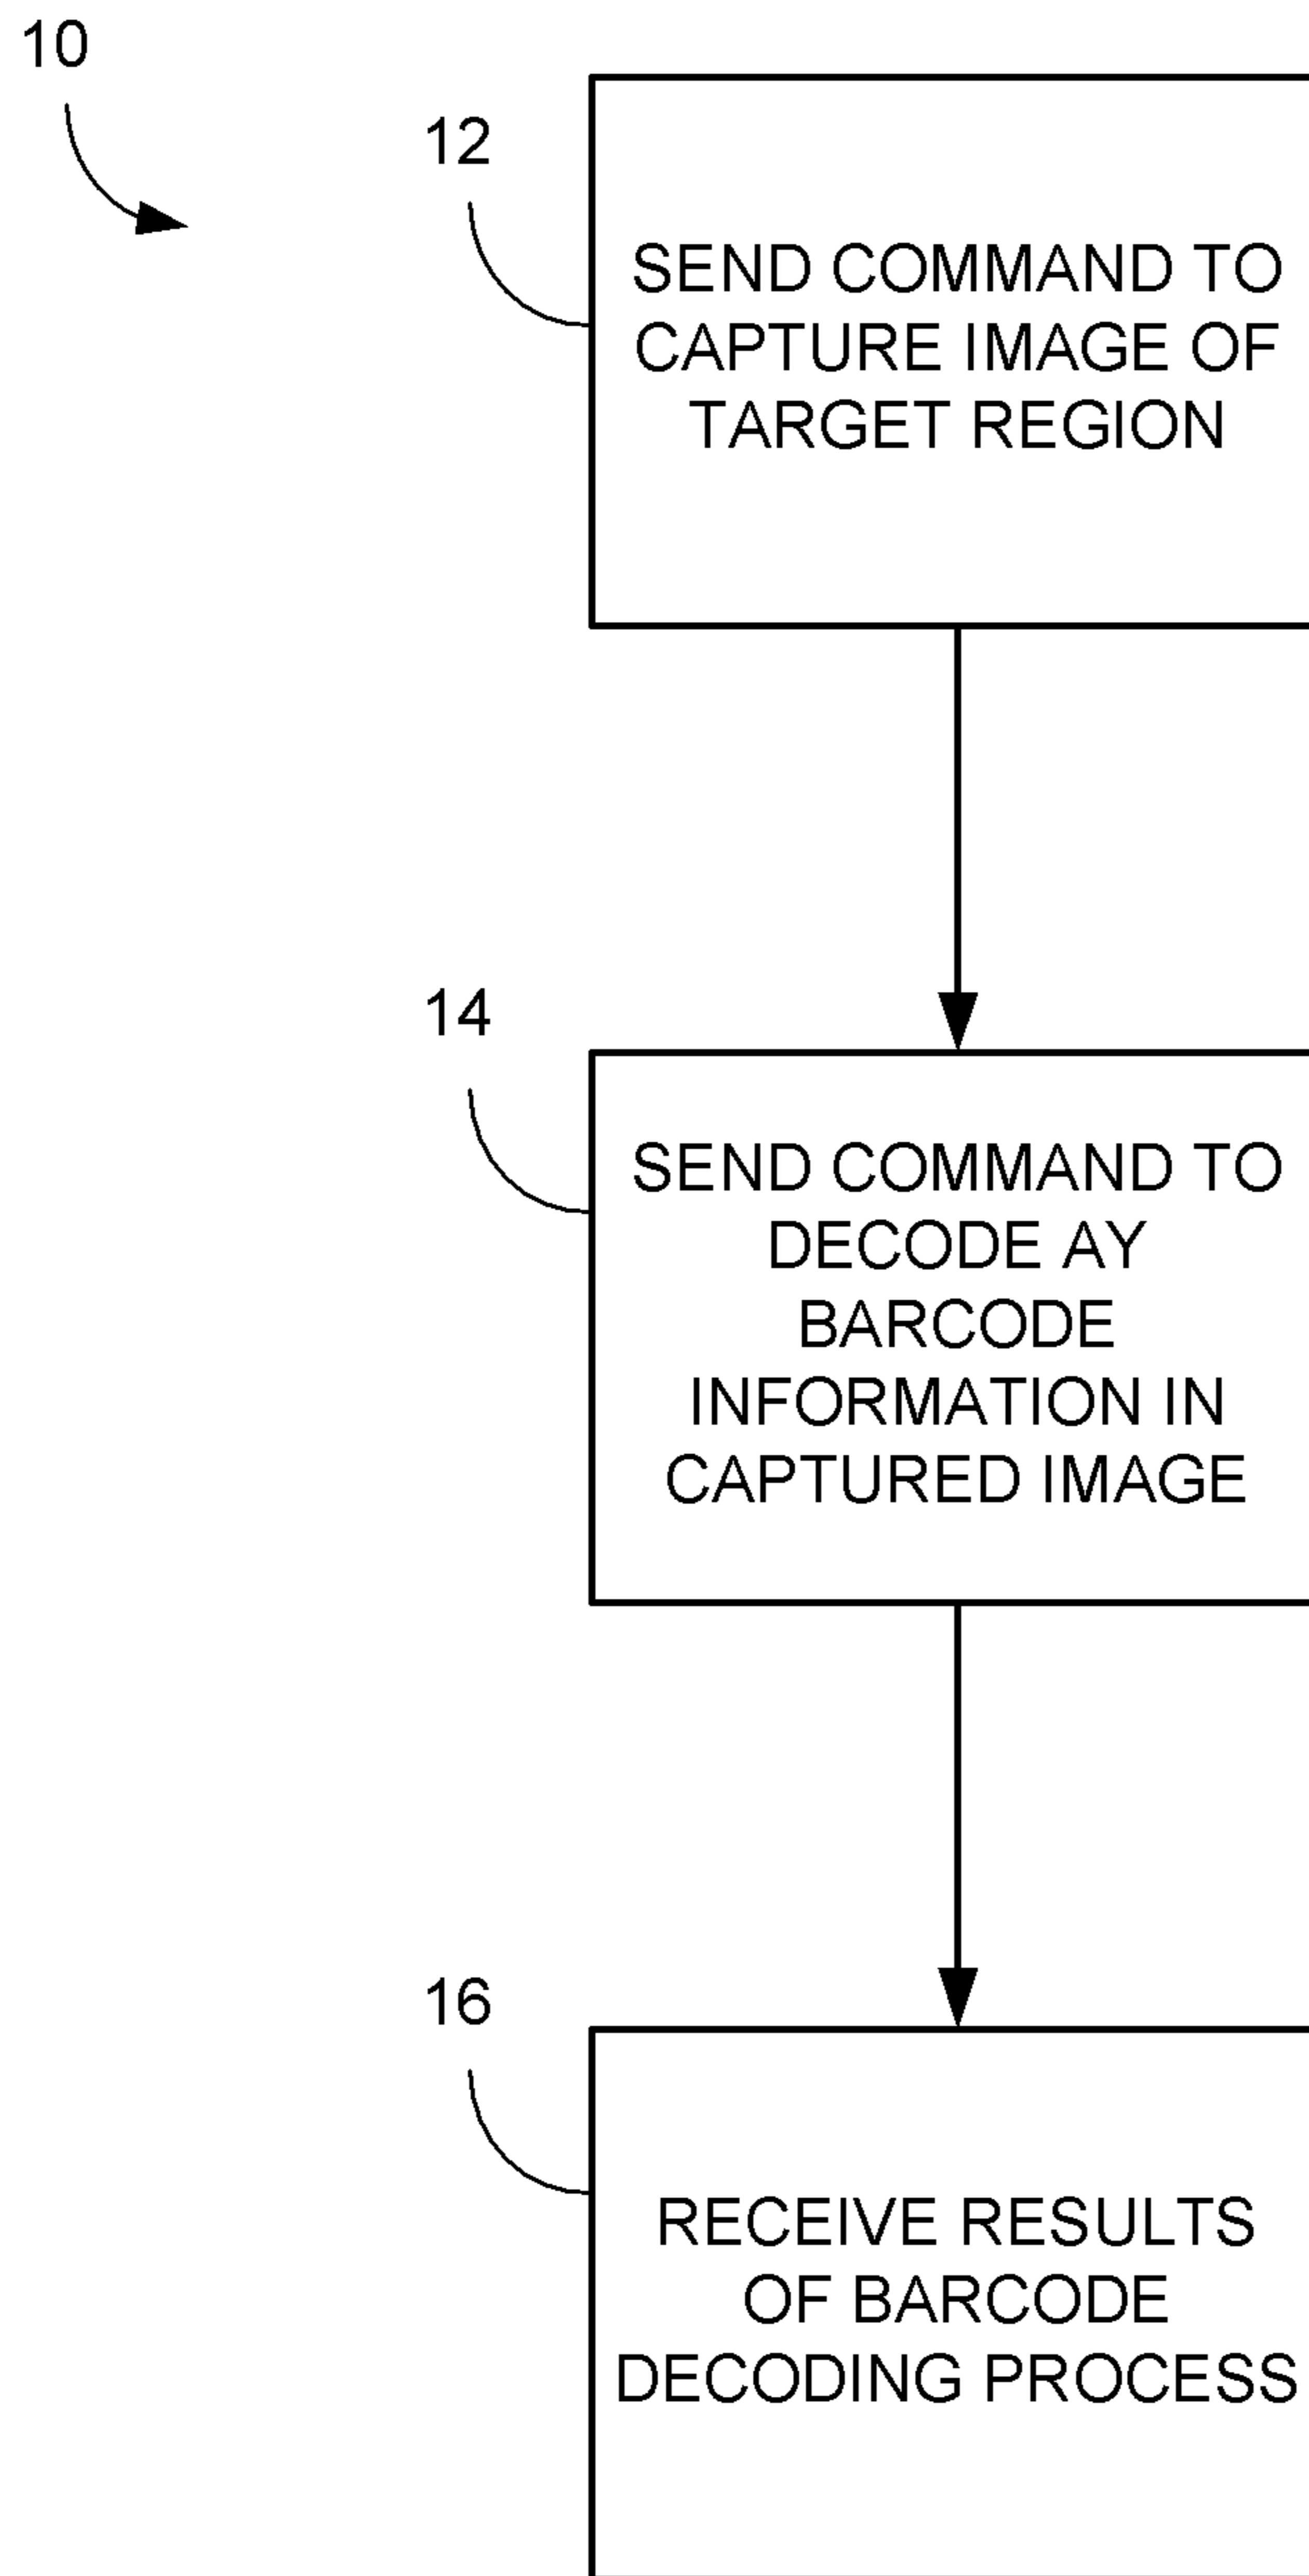 10
12
SEND COMMAND TO
CAPTURE IMAGE OF
TARGET REGION
14
SEND COMMAND TO
DECODE AY
BARCODE
INFORMATION IN
CAPTURED IMAGE
16
RECEIVE RESULTS
OF BARCODE
DECODING PROCESS